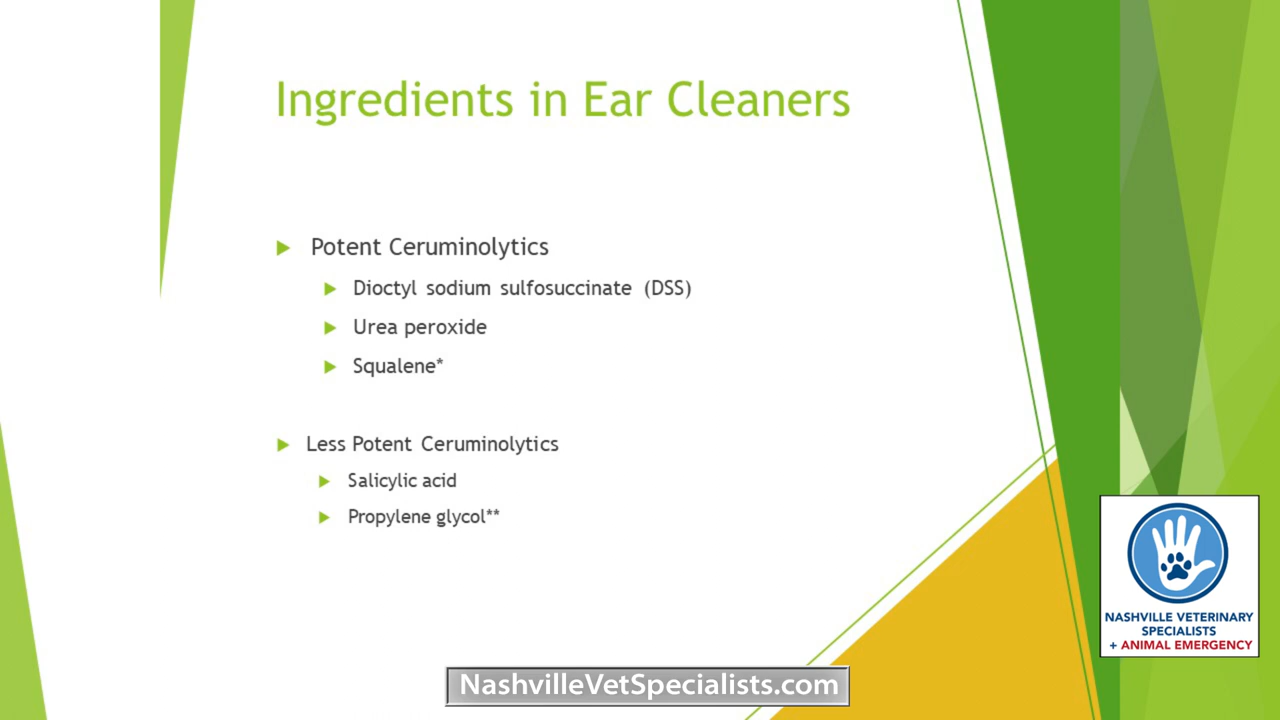 Ingredients in Ear Cleaners
Potent Ceruminolytics
Dioctyl sodium sulfosuccinate (DSS)
Urea peroxide
Squalene*
Less Potent Ceruminolytics
Salicylic acid
Propylene glycol**
NASHVILLE VETERINARY
SPECIALISTS
+ ANIMAL EMERGENCY
NashvilleVetSpecialists.com